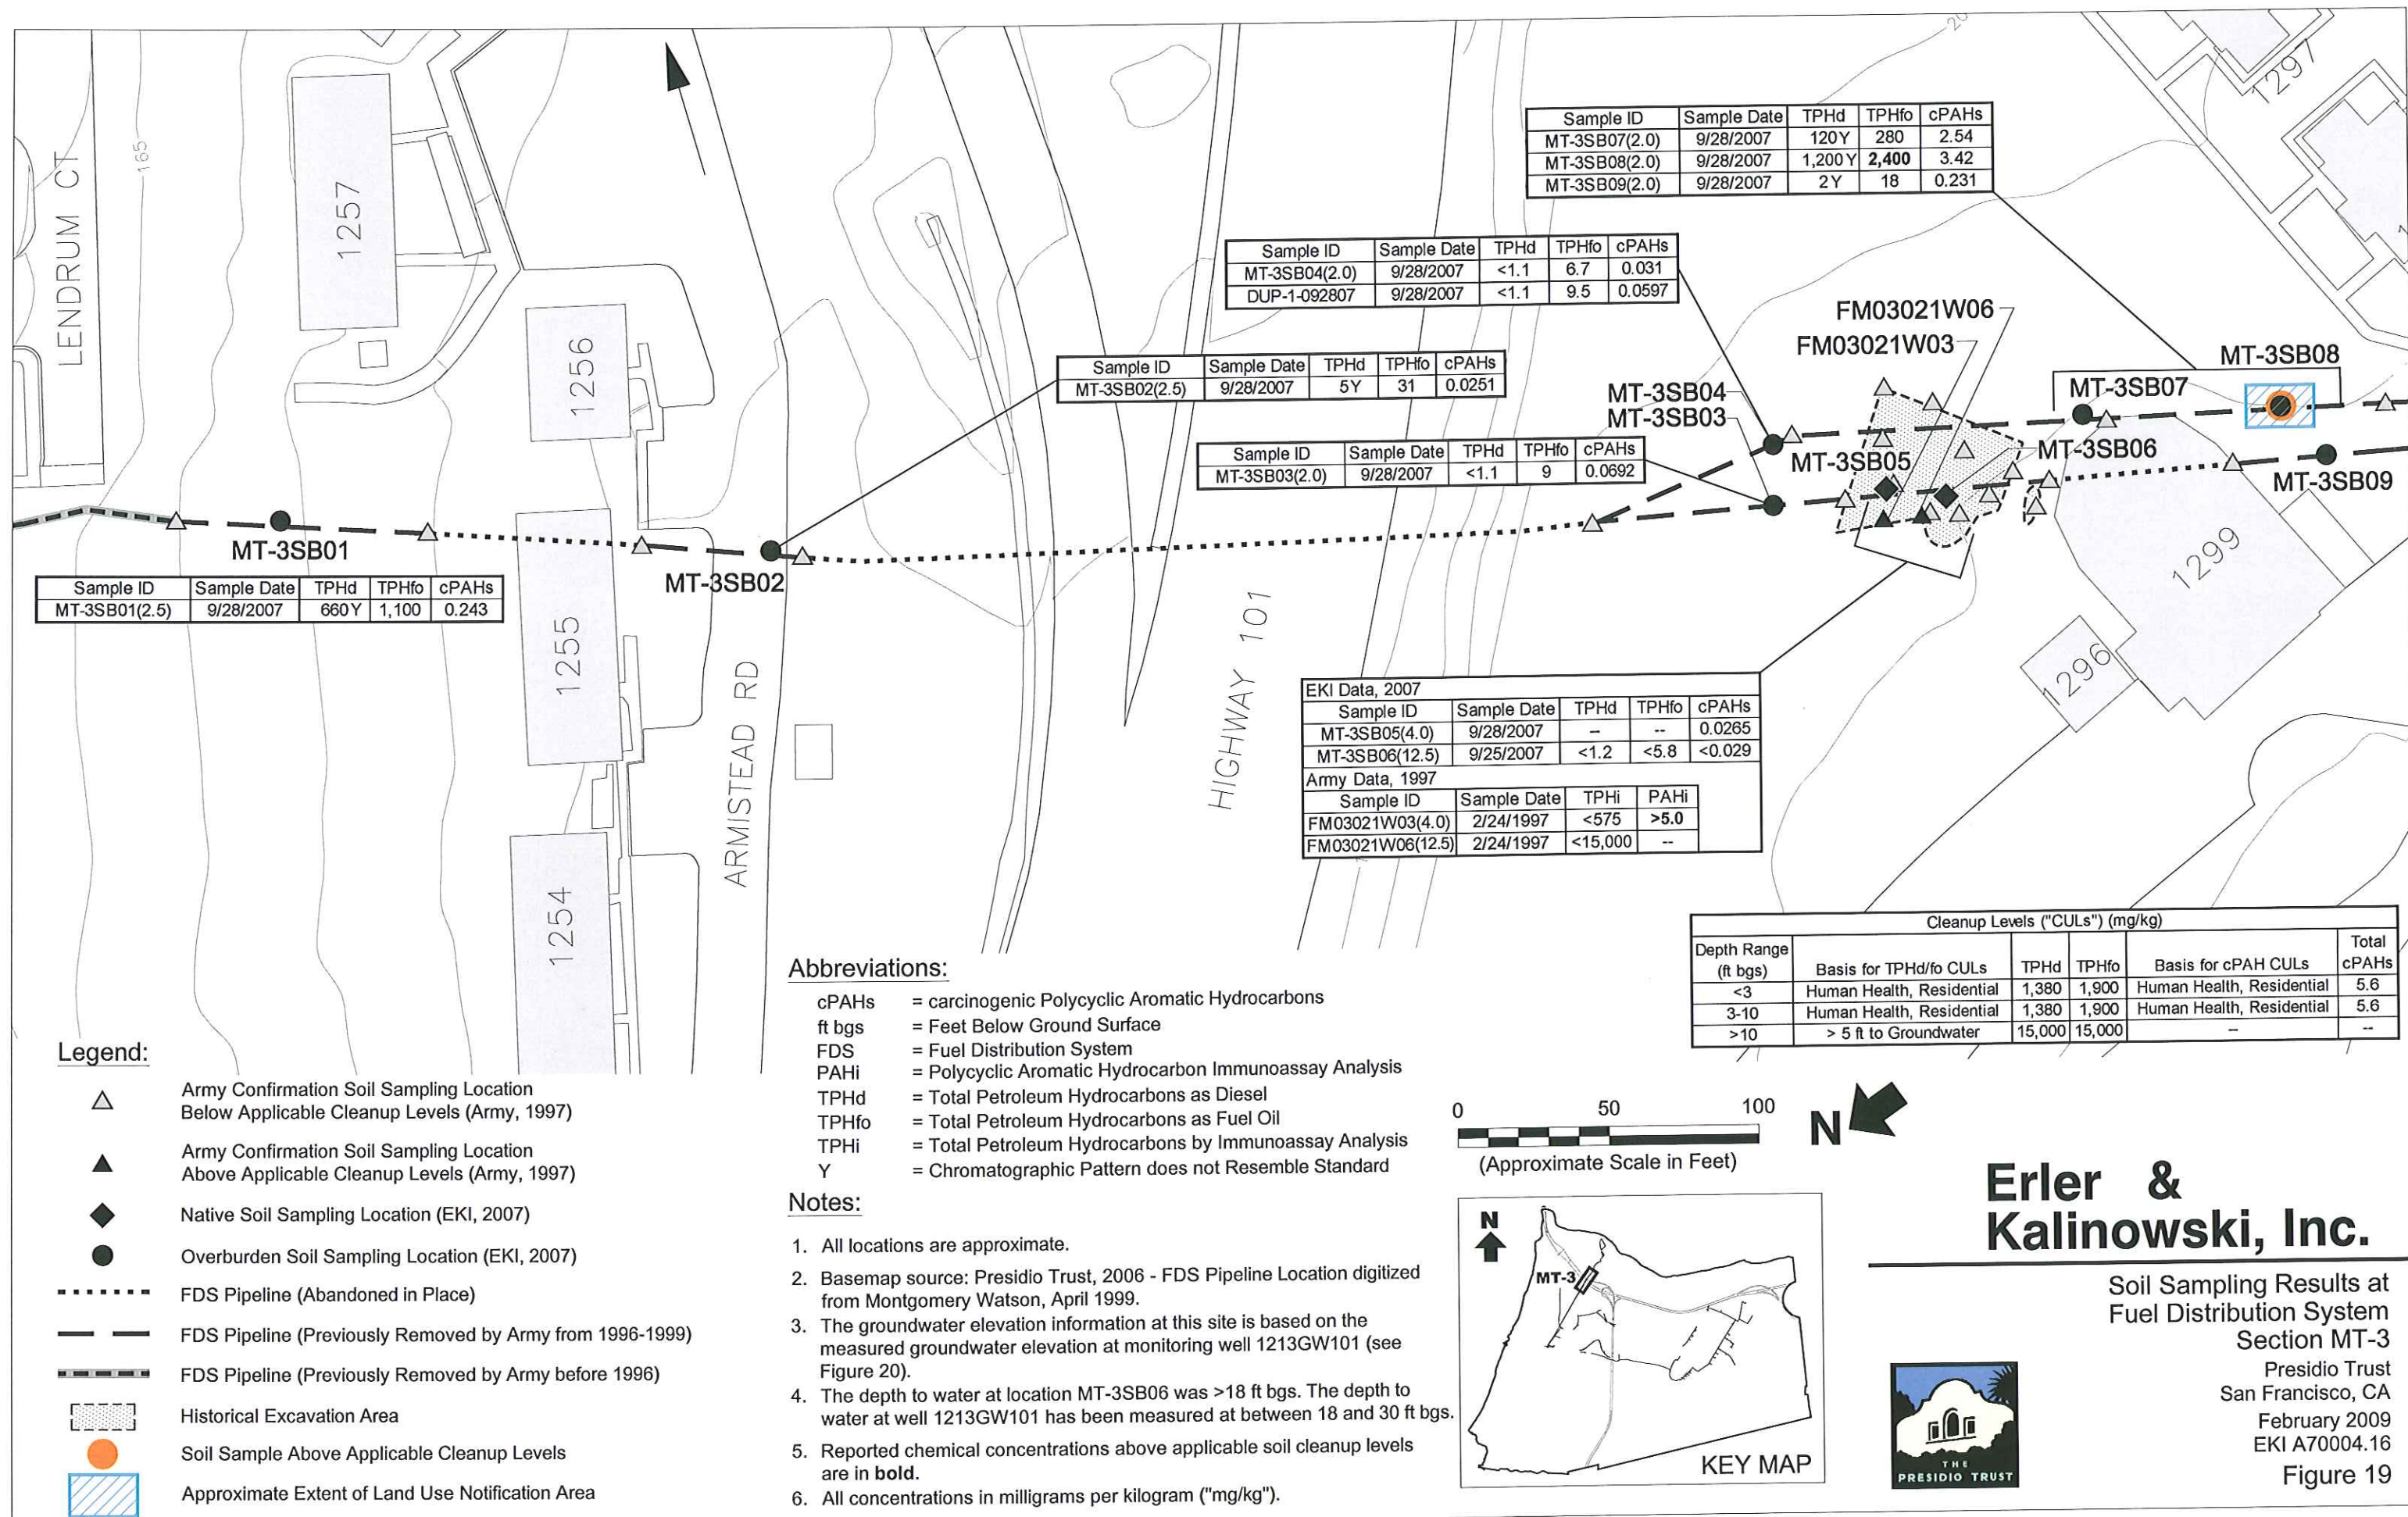 LENDRUM CT
165
1257
1256
1255
1254
ARMISTEAD RD
HIGHWAY 101
20
1297
1299
1296
Sample ID Sample Date TPHd TPHfo cPAHs
MT-3SB07(2.0) 9/28/2007 120Y 280 2.54
MT-3SB08(2.0) 9/28/2007 1,200Y 2,400 3.42
MT-3SB09(2.0) 9/28/2007 2Y 18 0.231
Sample ID Sample Date TPHd TPHfo cPAHs
MT-3SB04(2.0) 9/28/2007 <1.1 6.7 0.031
DUP-1-092807 9/28/2007 <1.1 9.5 0.0597
Sample ID Sample Date TPHd TPHfo cPAHs
MT-3SB02(2.5) 9/28/2007 5Y 31 0.0251
Sample ID Sample Date TPHd TPHfo cPAHs
MT-3SB03(2.0) 9/28/2007 <1.1 9 0.0692
FM03021W06
FM03021W03
MT-3SB04
MT-3SB03
MT-3SB05
MT-3SB06
MT-3SB07
MT-3SB08
MT-3SB09
MT-3SB01
MT-3SB02
Sample ID Sample Date TPHd TPHfo cPAHs
MT-3SB01(2.5) 9/28/2007 660Y 1,100 0.243
EKI Data, 2007
Sample ID Sample Date TPHd TPHfo cPAHs
MT-3SB05(4.0) 9/28/2007 -- -- 0.0265
MT-3SB06(12.5) 9/25/2007 <1.2 <5.8 <0.029
Army Data, 1997
Sample ID Sample Date TPHi PAHi
FM03021W03(4.0) 2/24/1997 <575 >5.0
FM03021W06(12.5) 2/24/1997 <15,000 --
Cleanup Levels ("CULs") (mg/kg)
Depth Range (ft bgs) Basis for TPHd/fo CULs TPHd TPHfo Basis for cPAH CULs Total cPAHs
<3 Human Health, Residential 1,380 1,900 Human Health, Residential 5.6
3-10 Human Health, Residential 1,380 1,900 Human Health, Residential 5.6
>10 > 5 ft to Groundwater 15,000 15,000 -- --
Legend:
Army Confirmation Soil Sampling Location
Below Applicable Cleanup Levels (Army, 1997)
Army Confirmation Soil Sampling Location
Above Applicable Cleanup Levels (Army, 1997)
Native Soil Sampling Location (EKI, 2007)
Overburden Soil Sampling Location (EKI, 2007)
FDS Pipeline (Abandoned in Place)
FDS Pipeline (Previously Removed by Army from 1996-1999)
FDS Pipeline (Previously Removed by Army before 1996)
Historical Excavation Area
Soil Sample Above Applicable Cleanup Levels
Approximate Extent of Land Use Notification Area
Abbreviations:
cPAHs = carcinogenic Polycyclic Aromatic Hydrocarbons
ft bgs = Feet Below Ground Surface
FDS = Fuel Distribution System
PAHi = Polycyclic Aromatic Hydrocarbon Immunoassay Analysis
TPHd = Total Petroleum Hydrocarbons as Diesel
TPHfo = Total Petroleum Hydrocarbons as Fuel Oil
TPHi = Total Petroleum Hydrocarbons by Immunoassay Analysis
Y = Chromatographic Pattern does not Resemble Standard
Notes:
1. All locations are approximate.
2. Basemap source: Presidio Trust, 2006 - FDS Pipeline Location digitized
from Montgomery Watson, April 1999.
3. The groundwater elevation information at this site is based on the
measured groundwater elevation at monitoring well 1213GW101 (see
Figure 20).
4. The depth to water at location MT-3SB06 was >18 ft bgs. The depth to
water at well 1213GW101 has been measured at between 18 and 30 ft bgs.
5. Reported chemical concentrations above applicable soil cleanup levels
are in bold.
6. All concentrations in milligrams per kilogram ("mg/kg").
0 50 100
(Approximate Scale in Feet)
N
N
MT-3
KEY MAP
Erler &
Kalinowski, Inc.
Soil Sampling Results at
Fuel Distribution System
Section MT-3
Presidio Trust
San Francisco, CA
February 2009
EKI A70004.16
Figure 19
THE
PRESIDIO TRUST